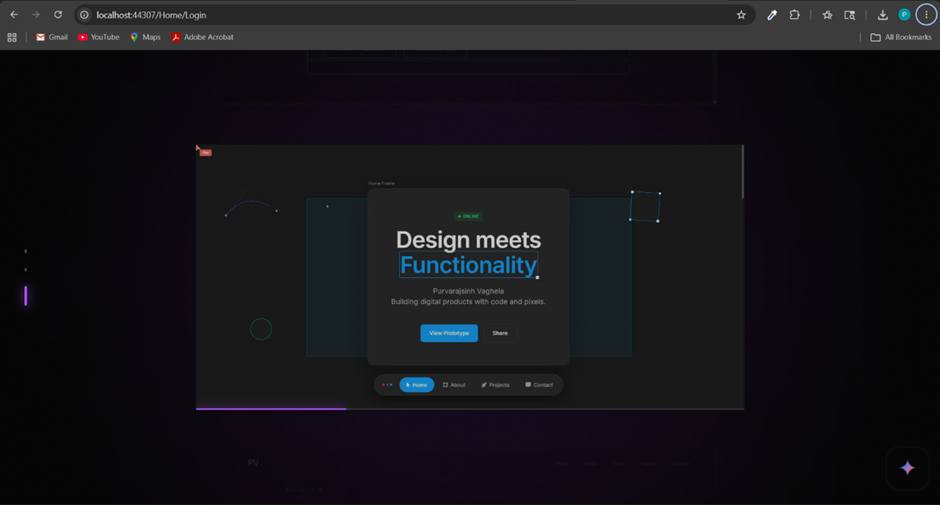 localhost:44307/Home/Login
P
Gmail
YouTube
Maps
Adobe Acrobat
All Bookmarks
Home Frame
ONLINE
Design meets
Functionality
Purvarajsinh Vaghela
Building digital products with code and pixels.
View Prototype
Share
Home
About
Projects
Contact
PV